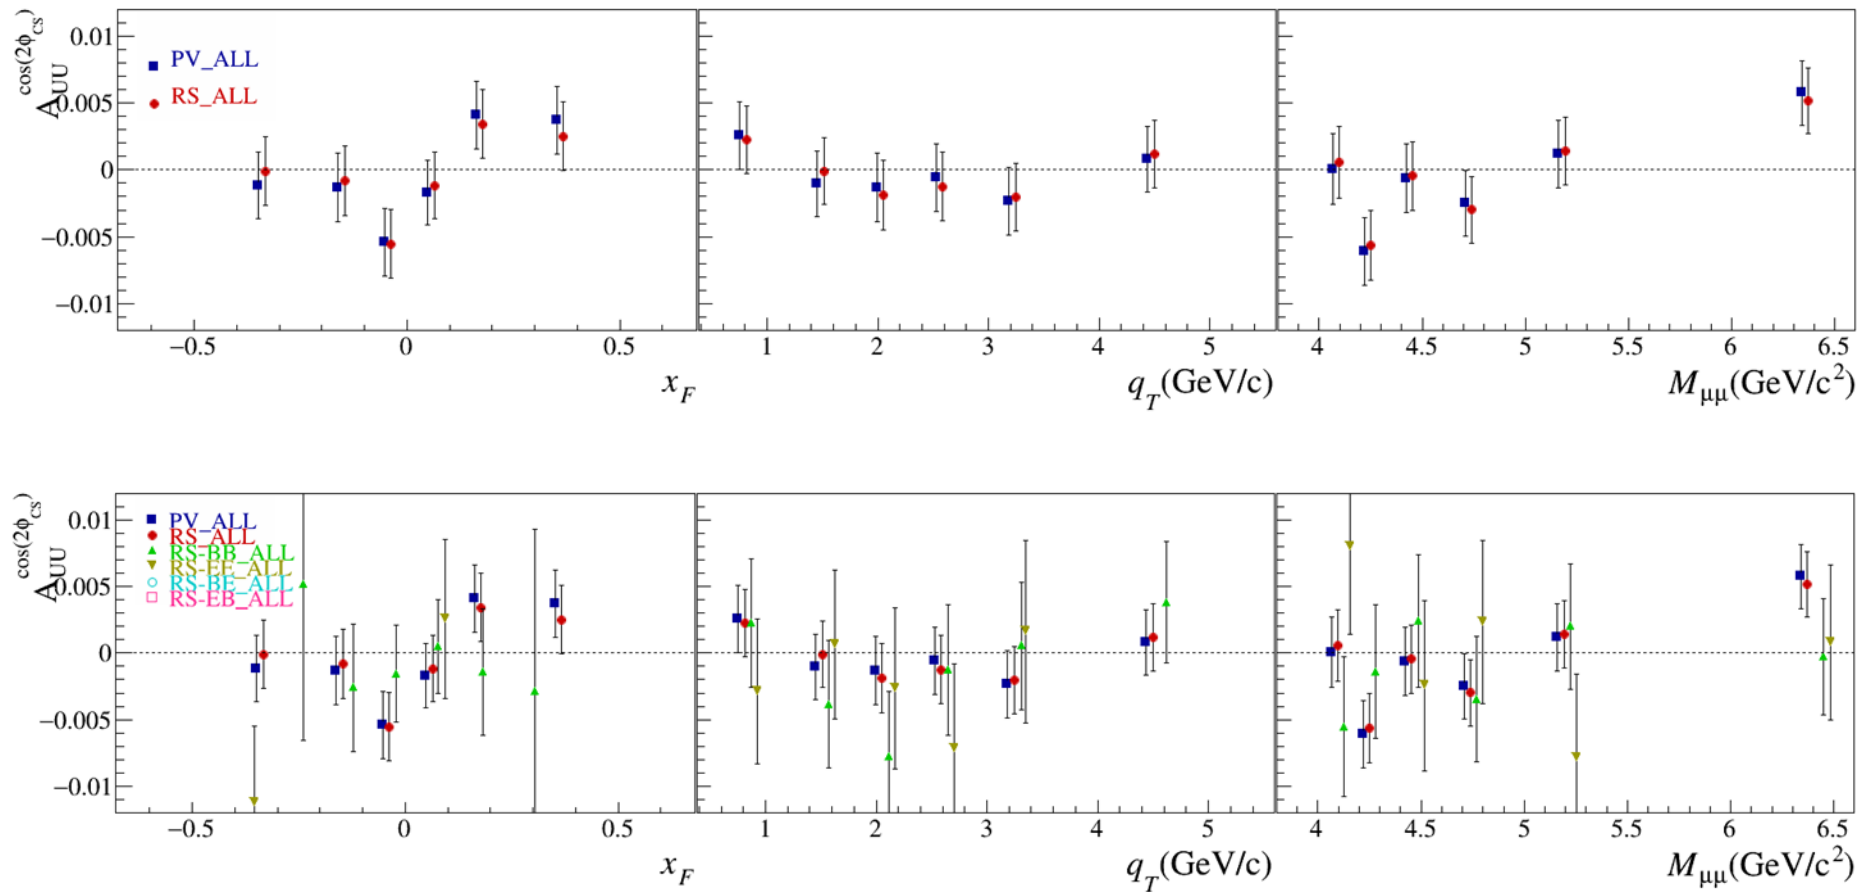 A_UU^cos(2ϕ_CS)
0.01
0.005
0
−0.005
−0.01
PV_ALL
RS_ALL
−0.5 0 0.5
x_F
1 2 3 4 5
q_T(GeV/c)
4 4.5 5 5.5 6 6.5
M_μμ(GeV/c²)
A_UU^cos(2ϕ_CS)
0.01
0.005
0
−0.005
−0.01
PV_ALL
RS_ALL
RS-BB_ALL
RS-EE_ALL
RS-BE_ALL
RS-EB_ALL
−0.5 0 0.5
x_F
1 2 3 4 5
q_T(GeV/c)
4 4.5 5 5.5 6 6.5
M_μμ(GeV/c²)